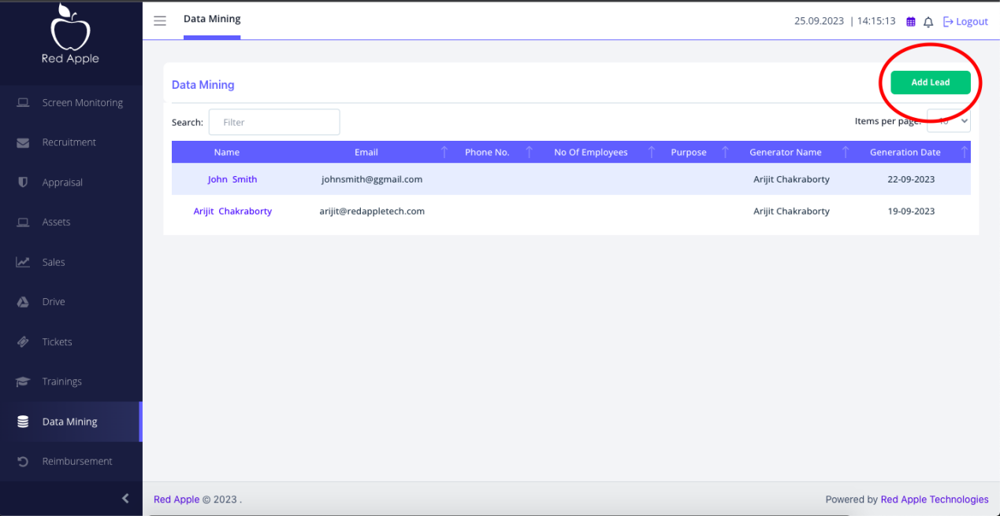 Red Apple
Data Mining
25.09.2023 | 14:15:13
Logout
Screen Monitoring
Recruitment
Appraisal
Assets
Sales
Drive
Tickets
Trainings
Data Mining
Reimbursement
Data Mining
Add Lead
Search: Filter
Items per page: 10
Name Email Phone No. No Of Employees Purpose Generator Name Generation Date
John Smith johnsmith@ggmail.com Arijit Chakraborty 22-09-2023
Arijit Chakraborty arijit@redappletech.com Arijit Chakraborty 19-09-2023
Red Apple © 2023 .
Powered by Red Apple Technologies